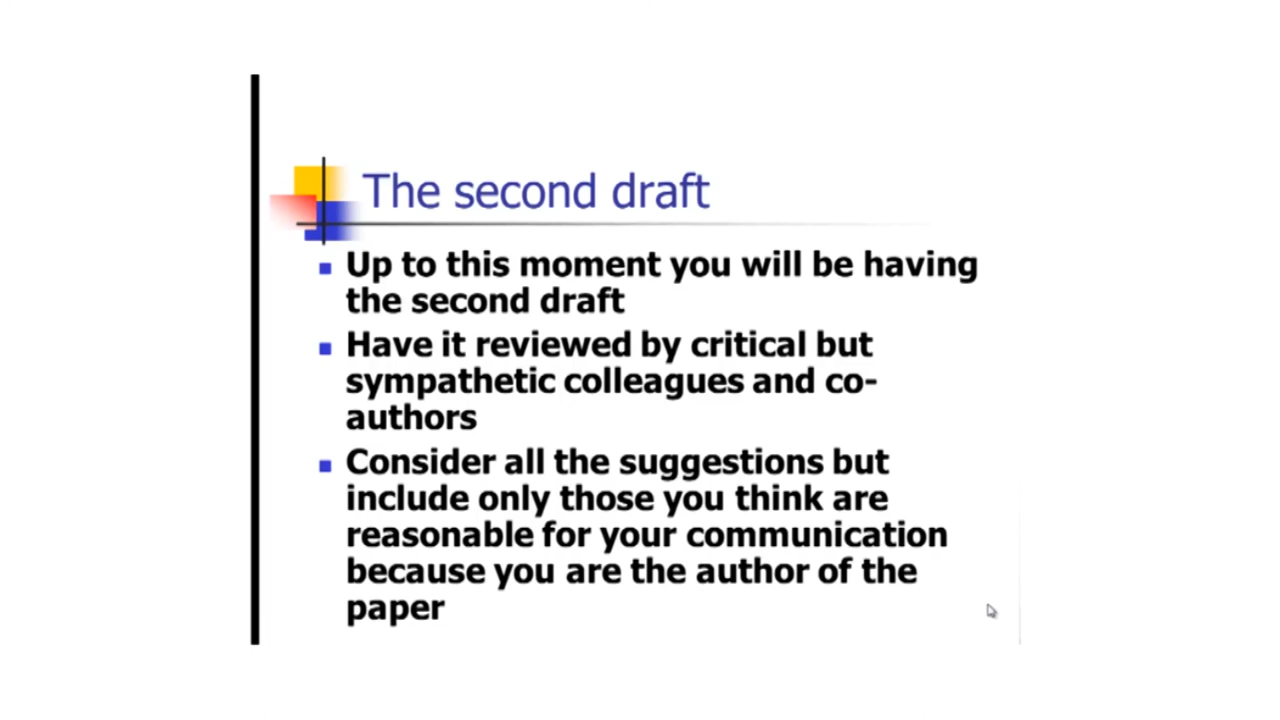 The second draft
Up to this moment you will be having
the second draft
Have it reviewed by critical but
sympathetic colleagues and co-
authors
Consider all the suggestions but
include only those you think are
reasonable for your communication
because you are the author of the
paper